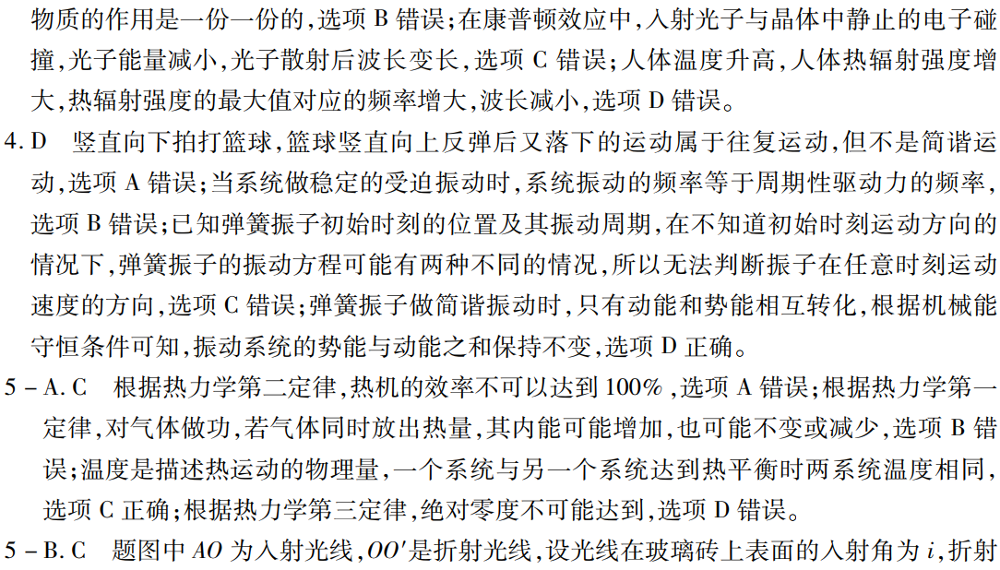 物质的作用是一份一份的,选项 B 错误;在康普顿效应中,入射光子与晶体中静止的电子碰
撞,光子能量减小,光子散射后波长变长,选项 C 错误;人体温度升高,人体热辐射强度增
大,热辐射强度的最大值对应的频率增大,波长减小,选项 D 错误。
4. D 竖直向下拍打篮球,篮球竖直向上反弹后又落下的运动属于往复运动,但不是简谐运
动,选项 A 错误;当系统做稳定的受迫振动时,系统振动的频率等于周期性驱动力的频率,
选项 B 错误;已知弹簧振子初始时刻的位置及其振动周期,在不知道初始时刻运动方向的
情况下,弹簧振子的振动方程可能有两种不同的情况,所以无法判断振子在任意时刻运动
速度的方向,选项 C 错误;弹簧振子做简谐振动时,只有动能和势能相互转化,根据机械能
守恒条件可知,振动系统的势能与动能之和保持不变,选项 D 正确。
5 - A. C 根据热力学第二定律,热机的效率不可以达到 100% ,选项 A 错误;根据热力学第一
定律,对气体做功,若气体同时放出热量,其内能可能增加,也可能不变或减少,选项 B 错
误;温度是描述热运动的物理量,一个系统与另一个系统达到热平衡时两系统温度相同,
选项 C 正确;根据热力学第三定律,绝对零度不可能达到,选项 D 错误。
5 - B. C 题图中 AO 为入射光线,OO′是折射光线,设光线在玻璃砖上表面的入射角为 i,折射